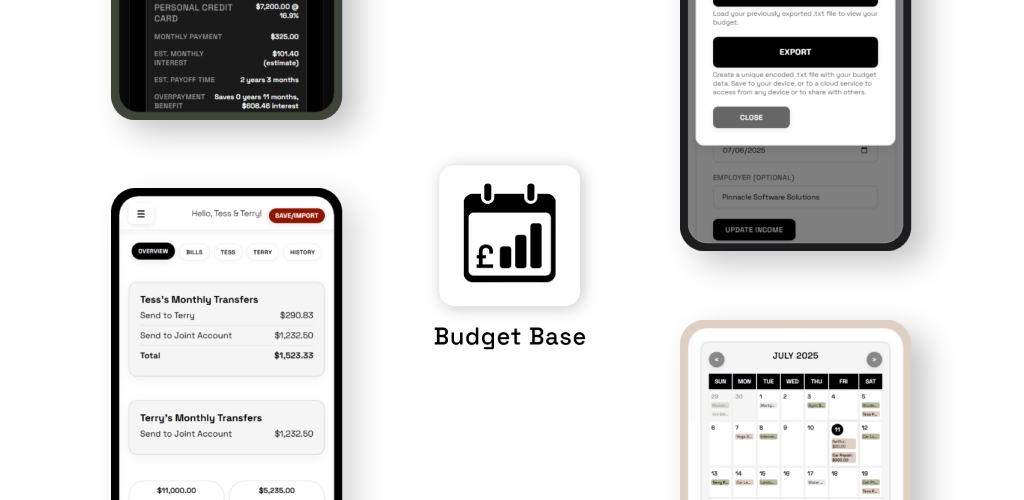 PERSONAL CREDIT CARD
$7,200.00 @ 16.9%
MONTHLY PAYMENT $325.00
EST. MONTHLY INTEREST
$101.40 (estimate)
EST. PAYOFF TIME 2 years 3 months
OVERPAYMENT BENEFIT
Saves 0 years 11 months, $608.46 interest
☰ Hello, Tess & Terry! SAVE/IMPORT
OVERVIEW BILLS TESS TERRY HISTORY
Tess's Monthly Transfers
Send to Terry $290.83
Send to Joint Account $1,232.50
Total $1,523.33
Terry's Monthly Transfers
Send to Joint Account $1,232.50
$11,000.00 $5,235.00
£
Budget Base
Load your previously exported .txt file to view your
budget.
EXPORT
Create a unique encoded .txt file with your budget
data. Save to your device, or to a cloud service to
access from any device or to share with others.
CLOSE
07/06/2025
EMPLOYER (OPTIONAL)
Pinnacle Software Solutions
UPDATE INCOME
< JULY 2025 >
SUN MON TUE WED THU FRI SAT
29 30 1 2 3 4 5
6 7 8 9 10 11 12
13 14 15 16 17 18 19